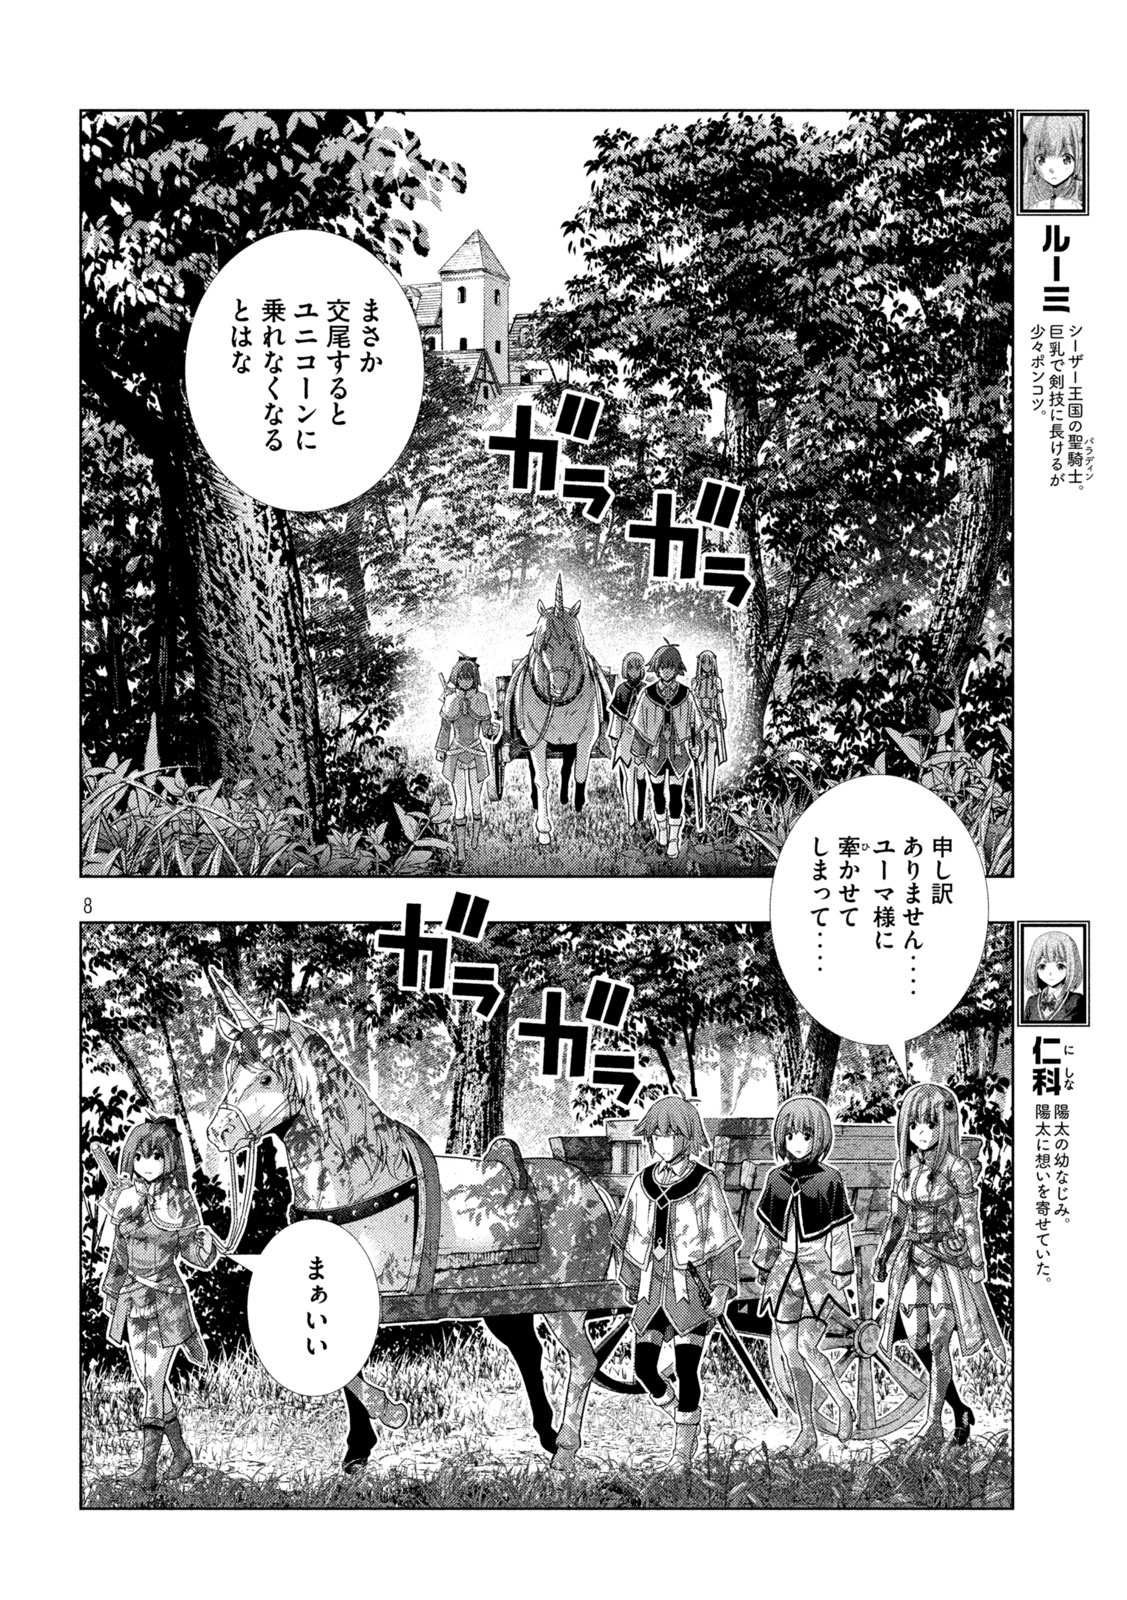 まさか
交尾すると
ユニコーンに
乗れなくなる
とはな
ガラ
ガラ
ルーミ
シーザー王国の聖騎士。
パラディン
巨乳で剣技に長けるが
少々ポンコツ。
申し訳
ありません‥‥
ユーマ様に
牽かせて
ひ
しまって‥‥
8
ガラ
ガラ
まぁいい
仁科
にしな
陽太の幼なじみ。
陽太に想いを寄せていた。